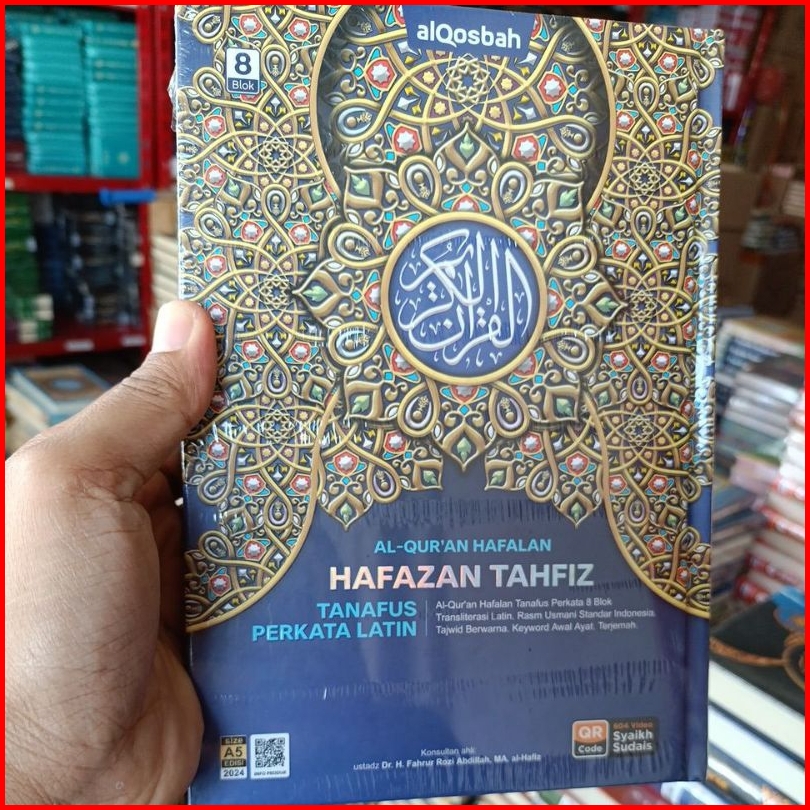 alQosbah
8
Blok
القرآن الكريم
AL-QUR'AN HAFALAN
HAFAZAN TAHFIZ
TANAFUS
PERKATA LATIN
Al-Qur'an Hafalan Tanafus Perkata 8 Blok
Transliterasi Latin. Rasm Usmani Standar Indonesia.
Tajwid Berwarna. Keyword Awal Ayat. Terjemah.
SIZE
A5
EDISI
2024
INFO PRODUK
Konsultan ahli:
ustadz Dr. H. Fahrur Rozi Abdillah, MA, al-Hafiz
QR
Code
604 Video
Syaikh
Sudais